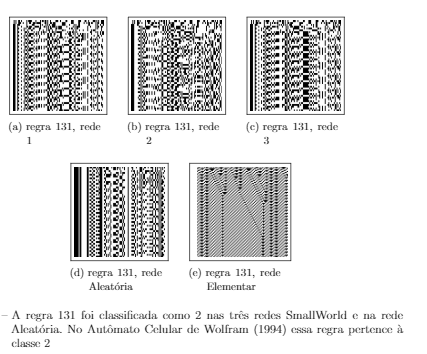 (a) regra 131, rede
1
(b) regra 131, rede
2
(c) regra 131, rede
3
(d) regra 131, rede
Aleatória
(e) regra 131, rede
Elementar
– A regra 131 foi classificada como 2 nas três redes SmallWorld e na rede
Aleatória. No Autômato Celular de Wolfram (1994) essa regra pertence à
classe 2